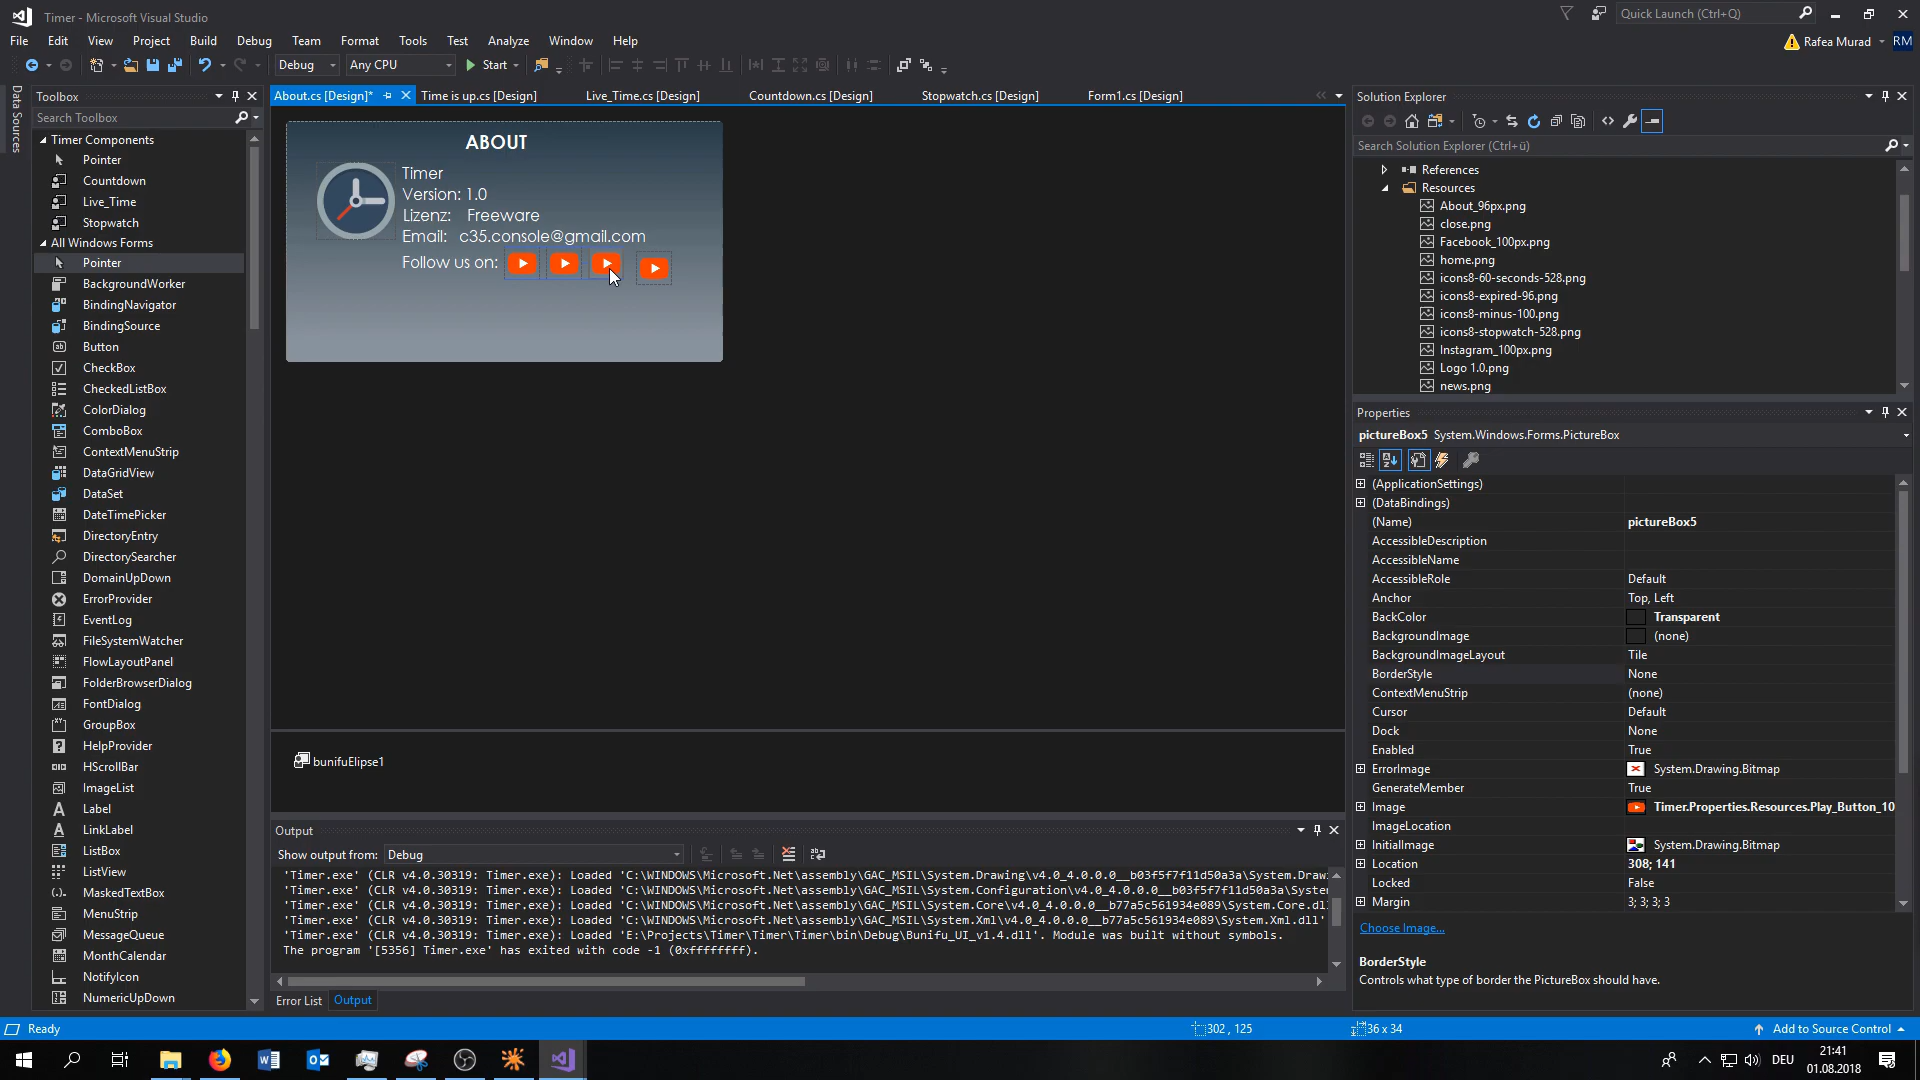 Timer - Microsoft Visual Studio
Quick Launch (Ctrl+Q)
File Edit View Project Build Debug Team Format Tools Test Analyze Window Help
Rafea Murad RM
Debug Any CPU Start
Data Sources
Toolbox
Search Toolbox
Timer Components
Pointer
Countdown
Live_Time
Stopwatch
All Windows Forms
Pointer
BackgroundWorker
BindingNavigator
BindingSource
Button
CheckBox
CheckedListBox
ColorDialog
ComboBox
ContextMenuStrip
DataGridView
DataSet
DateTimePicker
DirectoryEntry
DirectorySearcher
DomainUpDown
ErrorProvider
EventLog
FileSystemWatcher
FlowLayoutPanel
FolderBrowserDialog
FontDialog
GroupBox
HelpProvider
HScrollBar
ImageList
Label
LinkLabel
ListBox
ListView
MaskedTextBox
MenuStrip
MessageQueue
MonthCalendar
NotifyIcon
NumericUpDown
About.cs [Design]* Time is up.cs [Design] Live_Time.cs [Design] Countdown.cs [Design] Stopwatch.cs [Design] Form1.cs [Design]
ABOUT
Timer
Version: 1.0
Lizenz: Freeware
Email: c35.console@gmail.com
Follow us on:
bunifuElipse1
Output
Show output from: Debug
'Timer.exe' (CLR v4.0.30319: Timer.exe): Loaded 'C:\WINDOWS\Microsoft.Net\assembly\GAC_MSIL\System.Drawing\v4.0_4.0.0.0__b03f5f7f11d50a3a\System.Draw
'Timer.exe' (CLR v4.0.30319: Timer.exe): Loaded 'C:\WINDOWS\Microsoft.Net\assembly\GAC_MSIL\System.Configuration\v4.0_4.0.0.0__b03f5f7f11d50a3a\System
'Timer.exe' (CLR v4.0.30319: Timer.exe): Loaded 'C:\WINDOWS\Microsoft.Net\assembly\GAC_MSIL\System.Core\v4.0_4.0.0.0__b77a5c561934e089\System.Core.dl
'Timer.exe' (CLR v4.0.30319: Timer.exe): Loaded 'C:\WINDOWS\Microsoft.Net\assembly\GAC_MSIL\System.Xml\v4.0_4.0.0.0__b77a5c561934e089\System.Xml.dll'
'Timer.exe' (CLR v4.0.30319: Timer.exe): Loaded 'E:\Projects\Timer\Timer\Timer\bin\Debug\Bunifu_UI_v1.4.dll'. Module was built without symbols.
The program '[5356] Timer.exe' has exited with code -1 (0xffffffff).
Error List Output
Solution Explorer
Search Solution Explorer (Ctrl+ü)
References
Resources
About_96px.png
close.png
Facebook_100px.png
home.png
icons8-60-seconds-528.png
icons8-expired-96.png
icons8-minus-100.png
icons8-stopwatch-528.png
Instagram_100px.png
Logo 1.0.png
news.png
Properties
pictureBox5 System.Windows.Forms.PictureBox
(ApplicationSettings)
(DataBindings)
(Name) pictureBox5
AccessibleDescription
AccessibleName
AccessibleRole Default
Anchor Top, Left
BackColor Transparent
BackgroundImage (none)
BackgroundImageLayout Tile
BorderStyle None
ContextMenuStrip (none)
Cursor Default
Dock None
Enabled True
ErrorImage System.Drawing.Bitmap
GenerateMember True
Image Timer.Properties.Resources.Play_Button_10
ImageLocation
InitialImage System.Drawing.Bitmap
Location 308; 141
Locked False
Margin 3; 3; 3; 3
Choose Image...
BorderStyle
Controls what type of border the PictureBox should have.
Ready 302 , 125 36 x 34 Add to Source Control
DEU 21:41
01.08.2018